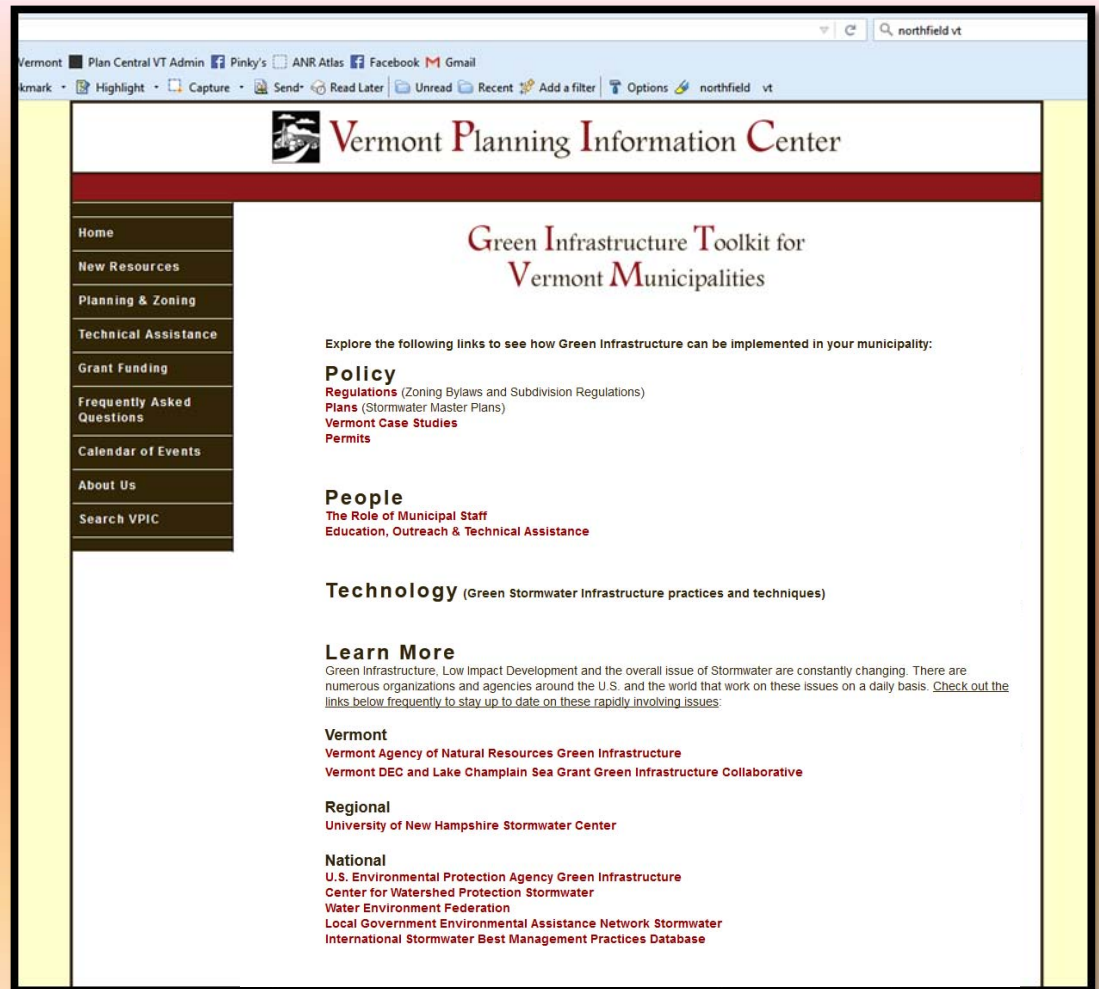 northfield vt
Vermont Plan Central VT Admin Pinky's ANR Atlas Facebook Gmail
kmark Highlight Capture Send Read Later Unread Recent Add a filter Options northfield vt
Vermont Planning Information Center
Home
New Resources
Planning & Zoning
Technical Assistance
Grant Funding
Frequently Asked
Questions
Calendar of Events
About Us
Search VPIC
Green Infrastructure Toolkit for
Vermont Municipalities
Explore the following links to see how Green Infrastructure can be implemented in your municipality:
Policy
Regulations (Zoning Bylaws and Subdivision Regulations)
Plans (Stormwater Master Plans)
Vermont Case Studies
Permits
People
The Role of Municipal Staff
Education, Outreach & Technical Assistance
Technology (Green Stormwater Infrastructure practices and techniques)
Learn More
Green Infrastructure, Low Impact Development and the overall issue of Stormwater are constantly changing. There are
numerous organizations and agencies around the U.S. and the world that work on these issues on a daily basis. Check out the
links below frequently to stay up to date on these rapidly involving issues:
Vermont
Vermont Agency of Natural Resources Green Infrastructure
Vermont DEC and Lake Champlain Sea Grant Green Infrastructure Collaborative
Regional
University of New Hampshire Stormwater Center
National
U.S. Environmental Protection Agency Green Infrastructure
Center for Watershed Protection Stormwater
Water Environment Federation
Local Government Environmental Assistance Network Stormwater
International Stormwater Best Management Practices Database